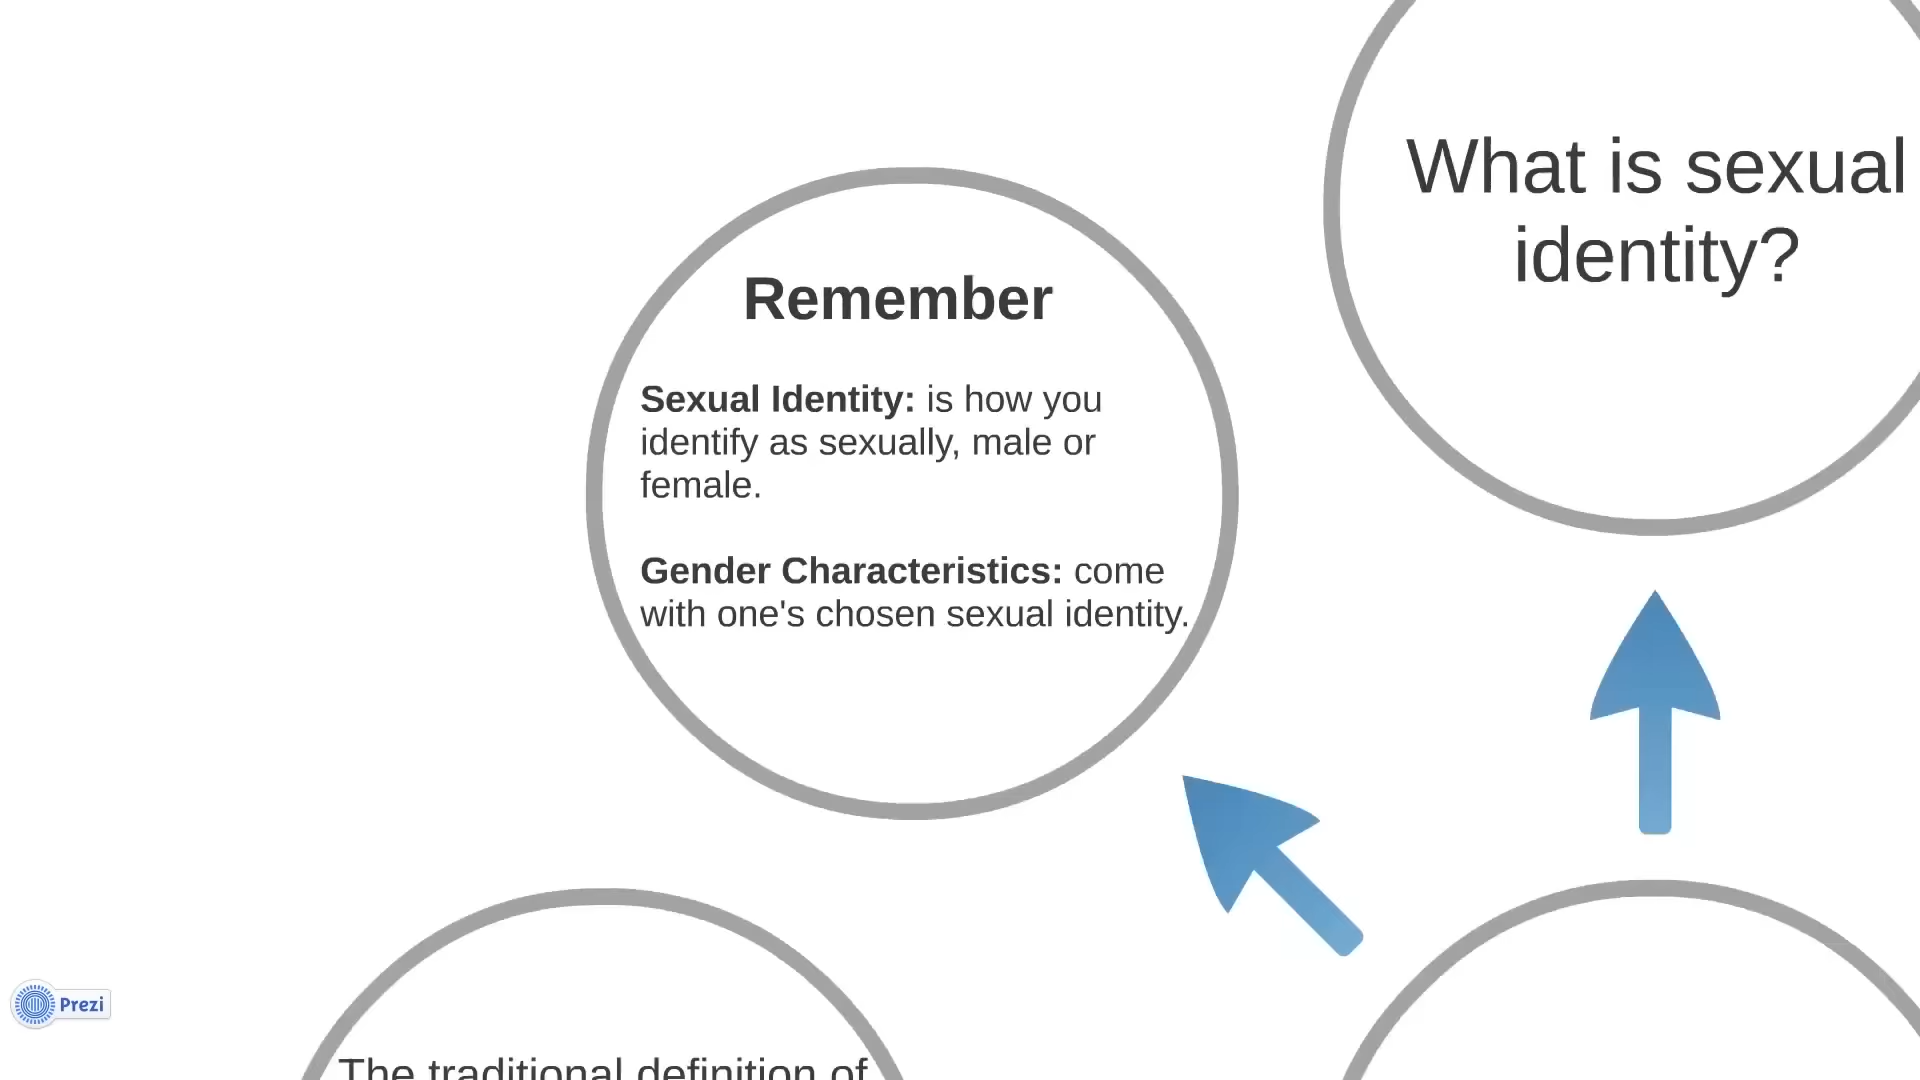 What is sexual
identity?
Remember
Sexual Identity: is how you
identify as sexually, male or
female.
Gender Characteristics: come
with one's chosen sexual identity.
The traditional definition of
Prezi